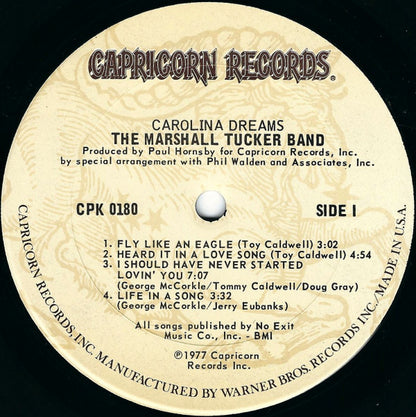 CAPRICORN RECORDS®
CAROLINA DREAMS
THE MARSHALL TUCKER BAND
Produced by Paul Hornsby for Capricorn Records, Inc.
by special arrangement with Phil Walden and Associates, Inc.
CPK 0180
SIDE I
1. FLY LIKE AN EAGLE (Toy Caldwell) 3:02
2. HEARD IT IN A LOVE SONG (Toy Caldwell) 4:54
3. I SHOULD HAVE NEVER STARTED
LOVIN' YOU 7:07
(George McCorkle/Tommy Caldwell/Doug Gray)
4. LIFE IN A SONG 3:32
(George McCorkle/Jerry Eubanks)
All songs published by No Exit
Music Co., Inc. - BMI
℗1977 Capricorn
Records Inc.
CAPRICORN RECORDS, INC. MANUFACTURED BY WARNER BROS. RECORDS INC. MADE IN U.S.A.